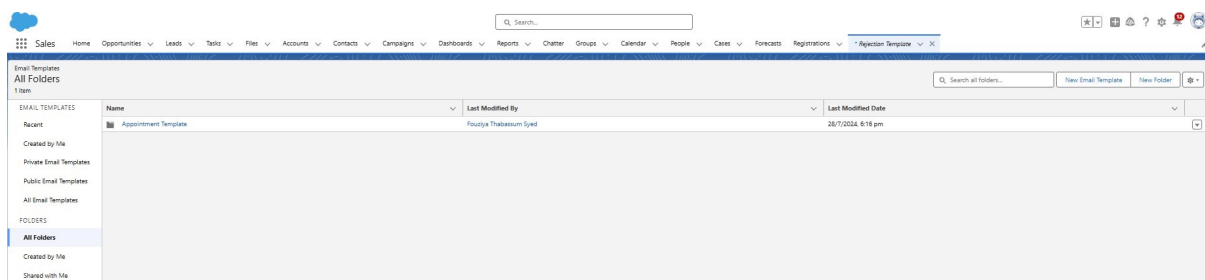 Search...
12
Sales Home Opportunities Leads Tasks Files Accounts Contacts Campaigns Dashboards Reports Chatter Groups Calendar People Cases Forecasts Registrations * Rejection Template
Email Templates
All Folders
1 item
Search all folders...
New Email Template
New Folder
EMAIL TEMPLATES
Name Last Modified By Last Modified Date
Recent
Appointment Template Fouziya Thabassum Syed 28/7/2024, 6:16 pm
Created by Me
Private Email Templates
Public Email Templates
All Email Templates
FOLDERS
All Folders
Created by Me
Shared with Me